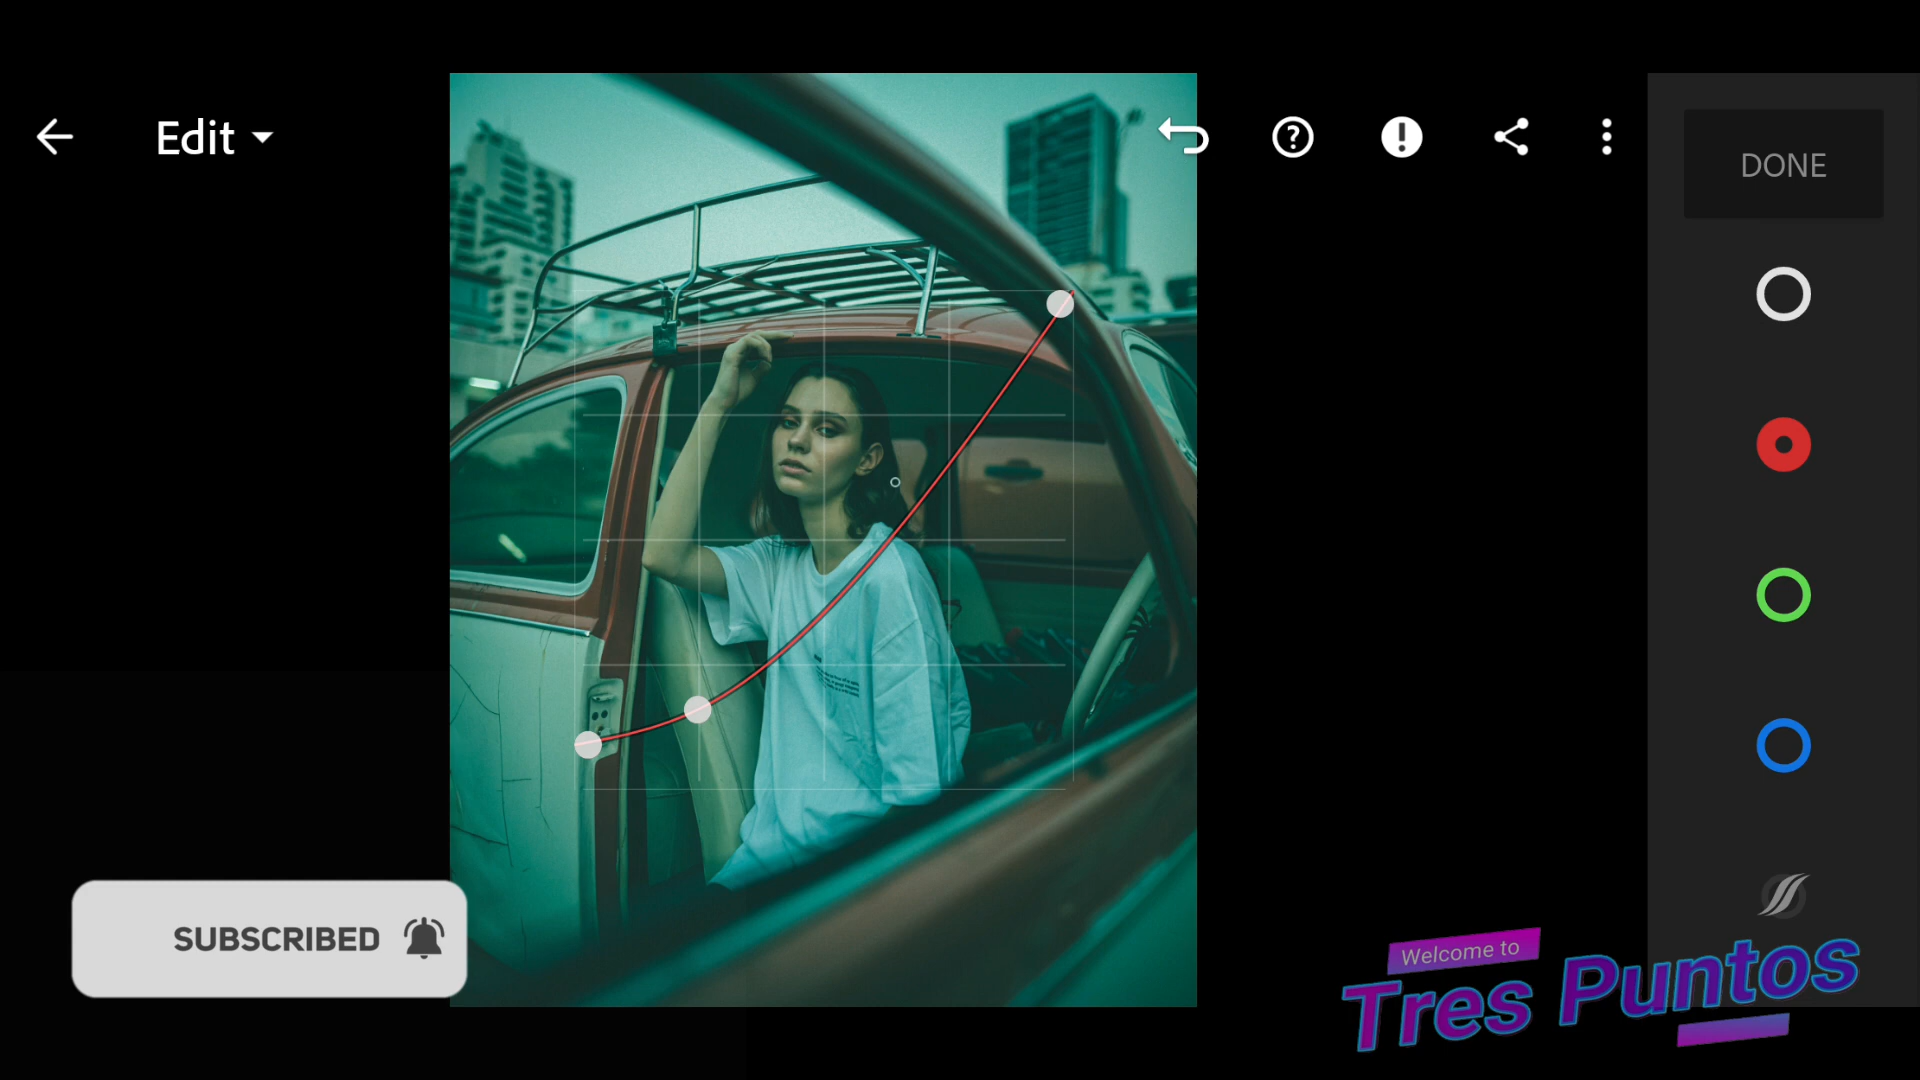 Edit
DONE
SUBSCRIBED
Welcome to
Tres Puntos